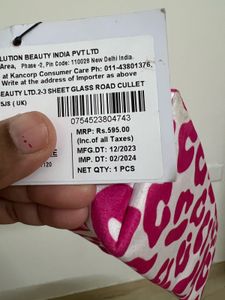 LUTION BEAUTY INDIA PVT LTD
Area, Phase -2, Pin Code: 110028 New Delhi India
at Kancorp Consumer Care Ph: 011-43801376,
Write at the address of Importer as above
EAUTY LTD.2-3 SHEET GLASS ROAD CULLET
5JS ( UK)
0754523804743
MRP: Rs.595.00
(Inc.of all Taxes)
MFG.DT: 12/2023
IMP. DT: 02/2024
NET QTY: 1 PCS
120